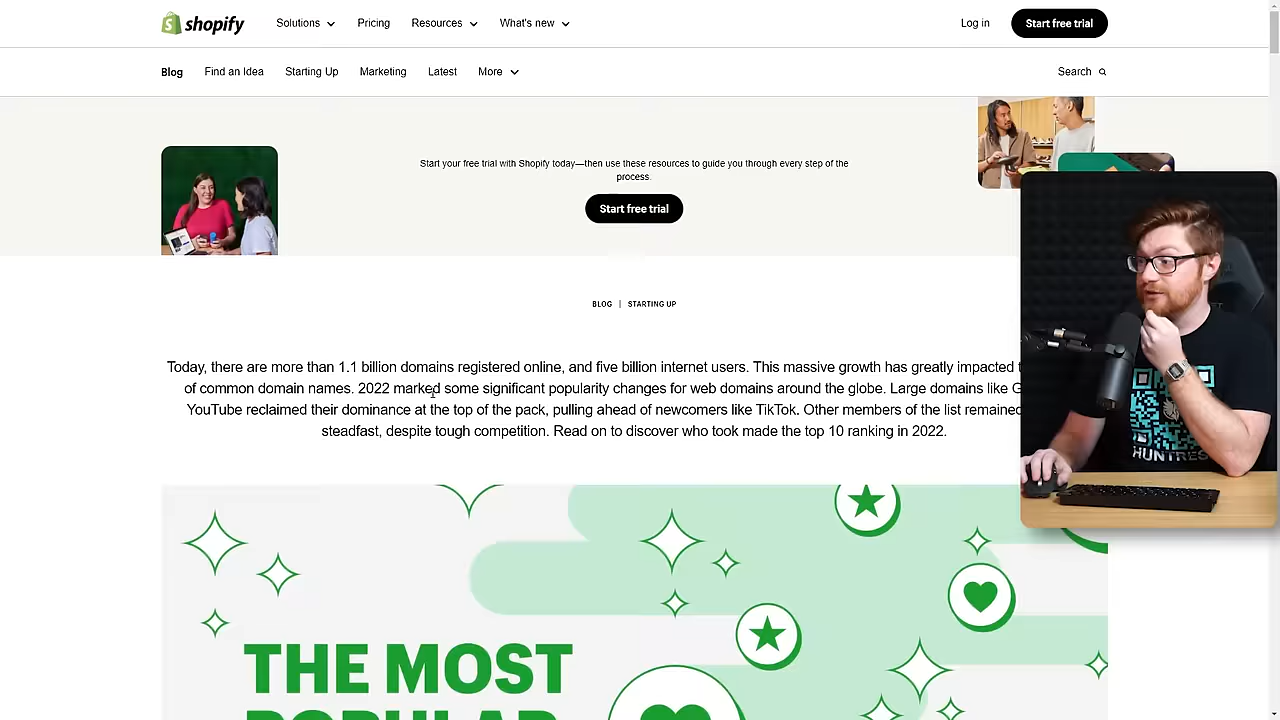 shopify Solutions Pricing Resources What's new Log in Start free trial
Blog Find an Idea Starting Up Marketing Latest More Search
Start your free trial with Shopify today—then use these resources to guide you through every step of the
process.
Start free trial
BLOG | STARTING UP
Today, there are more than 1.1 billion domains registered online, and five billion internet users. This massive growth has greatly impacted
of common domain names. 2022 marked some significant popularity changes for web domains around the globe. Large domains like
YouTube reclaimed their dominance at the top of the pack, pulling ahead of newcomers like TikTok. Other members of the list remained
steadfast, despite tough competition. Read on to discover who took made the top 10 ranking in 2022.
HUNTRESS
THE MOST
POPULAR